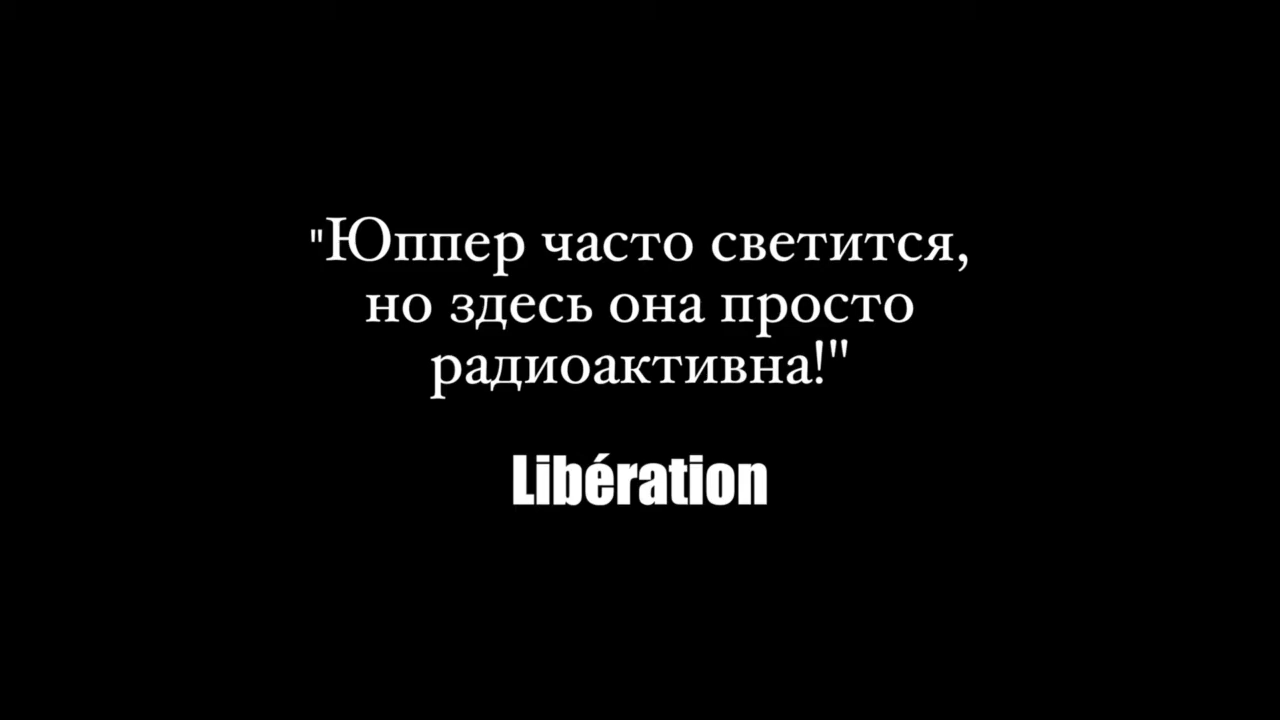 "Юппер часто светится,
но здесь она просто
радиоактивна!"
Libération